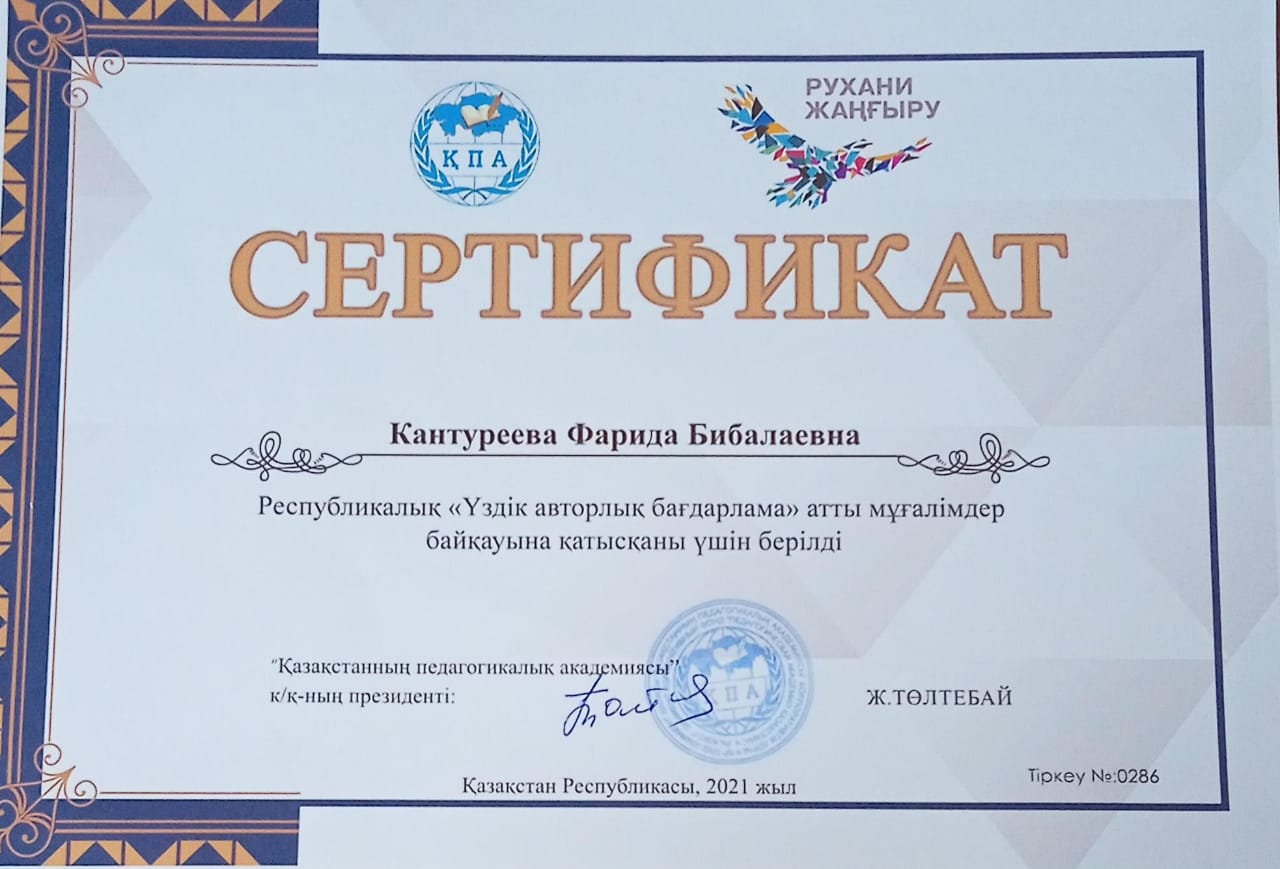 ҚПА
РУХАНИ
ЖАҢҒЫРУ
СЕРТИФИКАТ
Кантуреева Фарида Бибалаевна
Республикалық «Үздік авторлық бағдарлама» атты мұғалімдер
байқауына қатысқаны үшін берілді
"Қазақстанның педагогикалық академиясы"
к/қ-ның президенті:
ҚПА
Ж.ТӨЛТЕБАЙ
Қазақстан Республикасы, 2021 жыл
Тіркеу №:0286